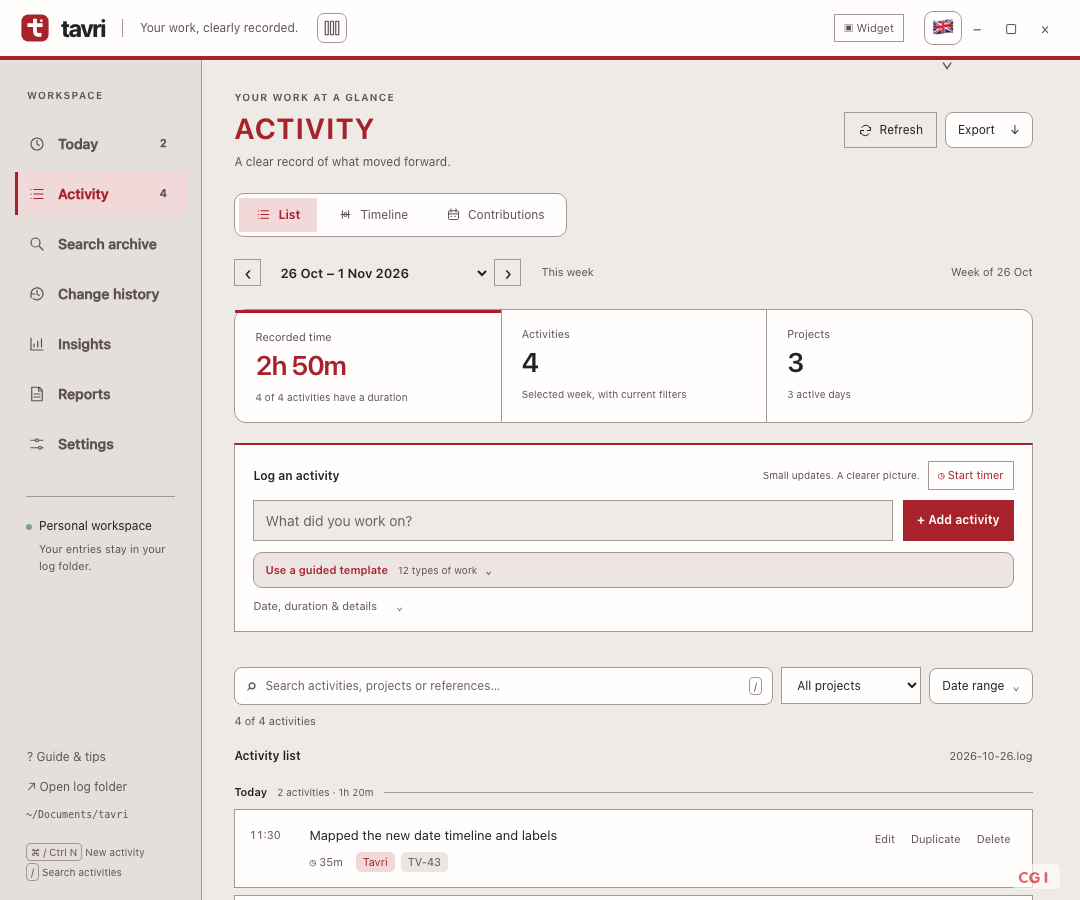 tavri
Your work, clearly recorded.
Widget
WORKSPACE
Today 2
Activity 4
Search archive
Change history
Insights
Reports
Settings
Personal workspace
Your entries stay in your
log folder.
? Guide & tips
↗ Open log folder
~/Documents/tavri
⌘ / Ctrl N New activity
/ Search activities
YOUR WORK AT A GLANCE
ACTIVITY
A clear record of what moved forward.
Refresh
Export ↓
List
Timeline
Contributions
‹ 26 Oct – 1 Nov 2026 › This week
Week of 26 Oct
Recorded time
2h 50m
4 of 4 activities have a duration
Activities
4
Selected week, with current filters
Projects
3
3 active days
Log an activity
Small updates. A clearer picture.
Start timer
What did you work on?
+ Add activity
Use a guided template 12 types of work
Date, duration & details
Search activities, projects or references... /
All projects
Date range
4 of 4 activities
Activity list
2026-10-26.log
Today 2 activities · 1h 20m
11:30 Mapped the new date timeline and labels
35m Tavri TV-43
Edit Duplicate Delete
CGI